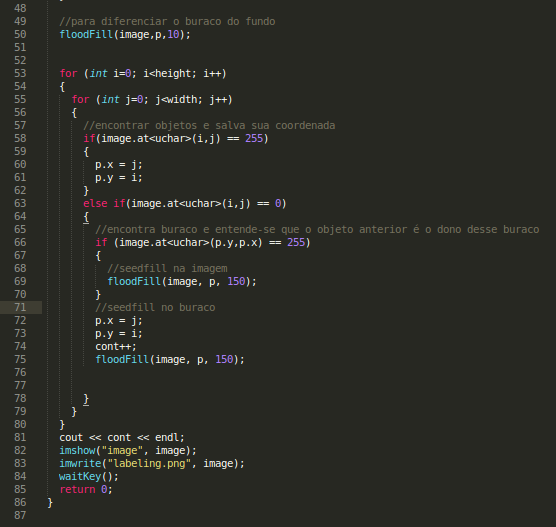 48
49 //para diferenciar o buraco do fundo
50 floodFill(image,p,10);
51
52
53 for (int i=0; i<height; i++)
54 {
55 for (int j=0; j<width; j++)
56 {
57 //encontrar objetos e salva sua coordenada
58 if(image.at<uchar>(i,j) == 255)
59 {
60 p.x = j;
61 p.y = i;
62 }
63 else if(image.at<uchar>(i,j) == 0)
64 {
65 //encontra buraco e entende-se que o objeto anterior é o dono desse buraco
66 if (image.at<uchar>(p.y,p.x) == 255)
67 {
68 //seedfill na imagem
69 floodFill(image, p, 150);
70 }
71 //seedfill no buraco
72 p.x = j;
73 p.y = i;
74 cont++;
75 floodFill(image, p, 150);
76
77
78 }
79 }
80 }
81 cout << cont << endl;
82 imshow("image", image);
83 imwrite("labeling.png", image);
84 waitKey();
85 return 0;
86 }
87